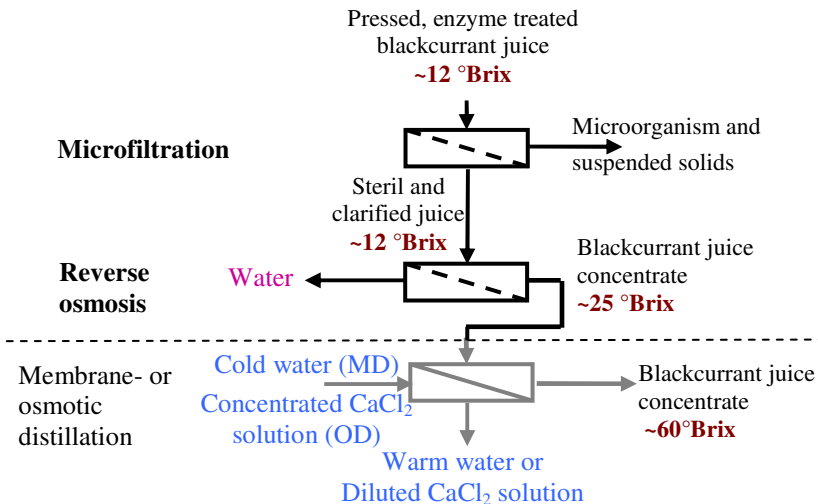 Pressed, enzyme treated
blackcurrant juice
~12 °Brix
Microfiltration
Microorganism and
suspended solids
Steril and
clarified juice
~12 °Brix
Reverse
osmosis
Water
Blackcurrant juice
concentrate
~25 °Brix
Membrane- or
osmotic
distillation
Cold water (MD)
Concentrated CaCl2
solution (OD)
Blackcurrant juice
concentrate
~60°Brix
Warm water or
Diluted CaCl2 solution